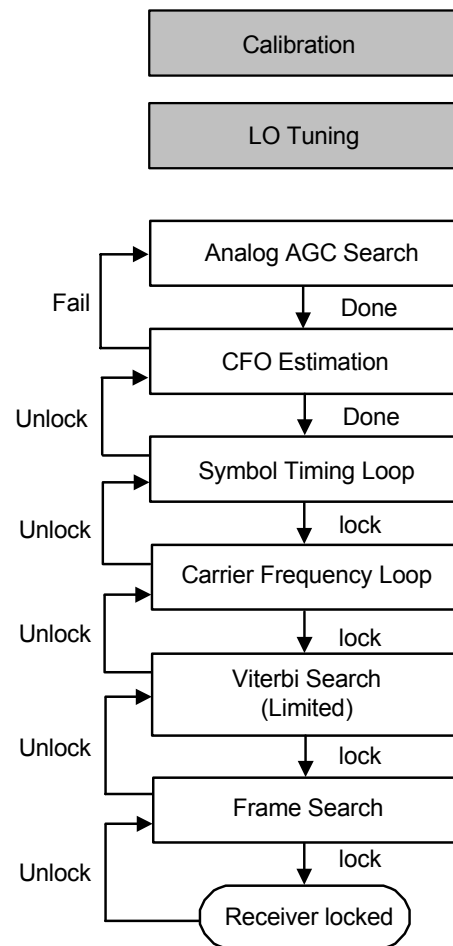 Calibration
LO Tuning
Analog AGC Search
Fail
Done
CFO Estimation
Unlock
Done
Symbol Timing Loop
Unlock
lock
Carrier Frequency Loop
Unlock
lock
Viterbi Search
(Limited)
Unlock
lock
Frame Search
Unlock
lock
Receiver locked